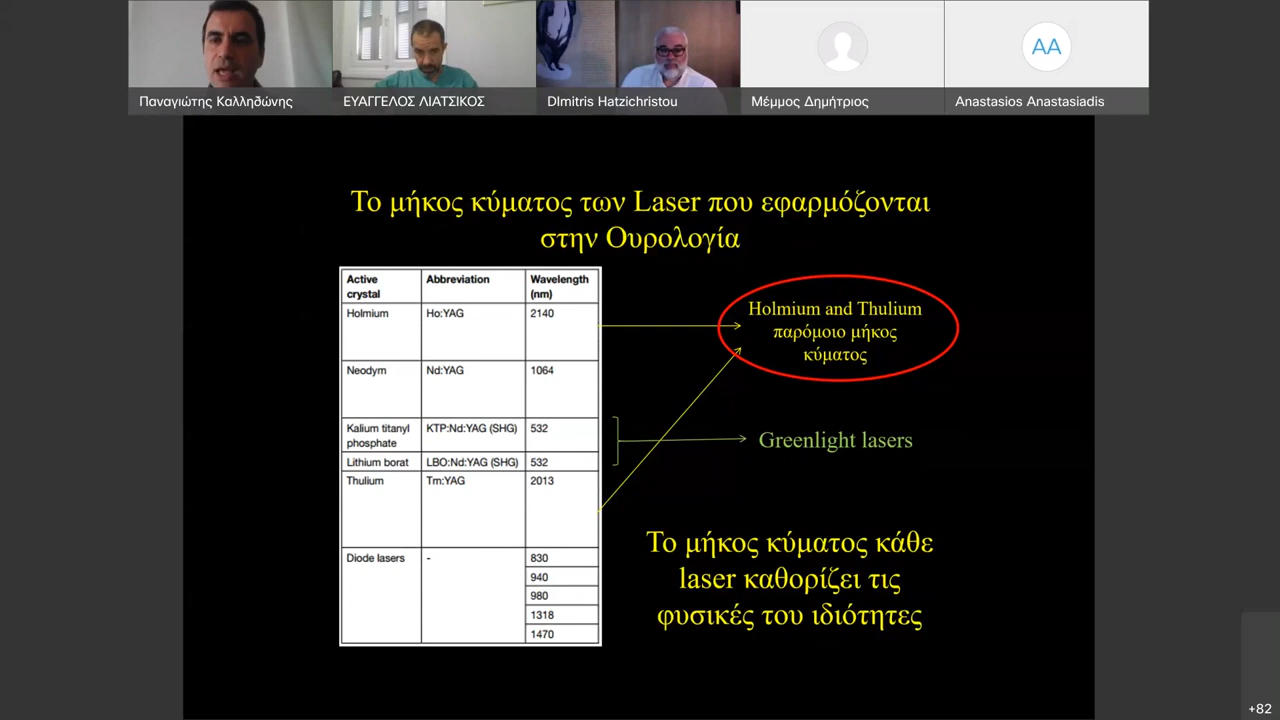 Παναγιώτης Καλληδώνης
ΕΥΑΓΓΕΛΟΣ ΛΙΑΤΣΙΚΟΣ
DImitris Hatzichristou
Μέμμος Δημήτριος
AA
Anastasios Anastasiadis
Το μήκος κύματος των Laser που εφαρμόζονται
στην Ουρολογία
Active crystal Abbreviation Wavelength (nm)
Holmium Ho:YAG 2140
Neodym Nd:YAG 1064
Kalium titanyl phosphate KTP:Nd:YAG (SHG) 532
Lithium borat LBO:Nd:YAG (SHG) 532
Thulium Tm:YAG 2013
Diode lasers - 830
940
980
1318
1470
Holmium and Thulium
παρόμοιο μήκος
κύματος
Greenlight lasers
Το μήκος κύματος κάθε
laser καθορίζει τις
φυσικές του ιδιότητες
+82